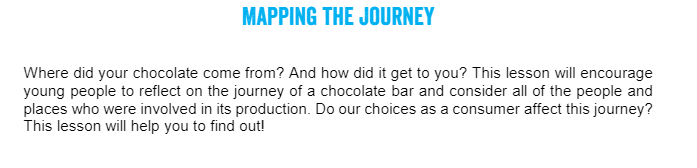 MAPPING THE JOURNEY
Where did your chocolate come from? And how did it get to you? This lesson will encourage
young people to reflect on the journey of a chocolate bar and consider all of the people and
places who were involved in its production. Do our choices as a consumer affect this journey?
This lesson will help you to find out!